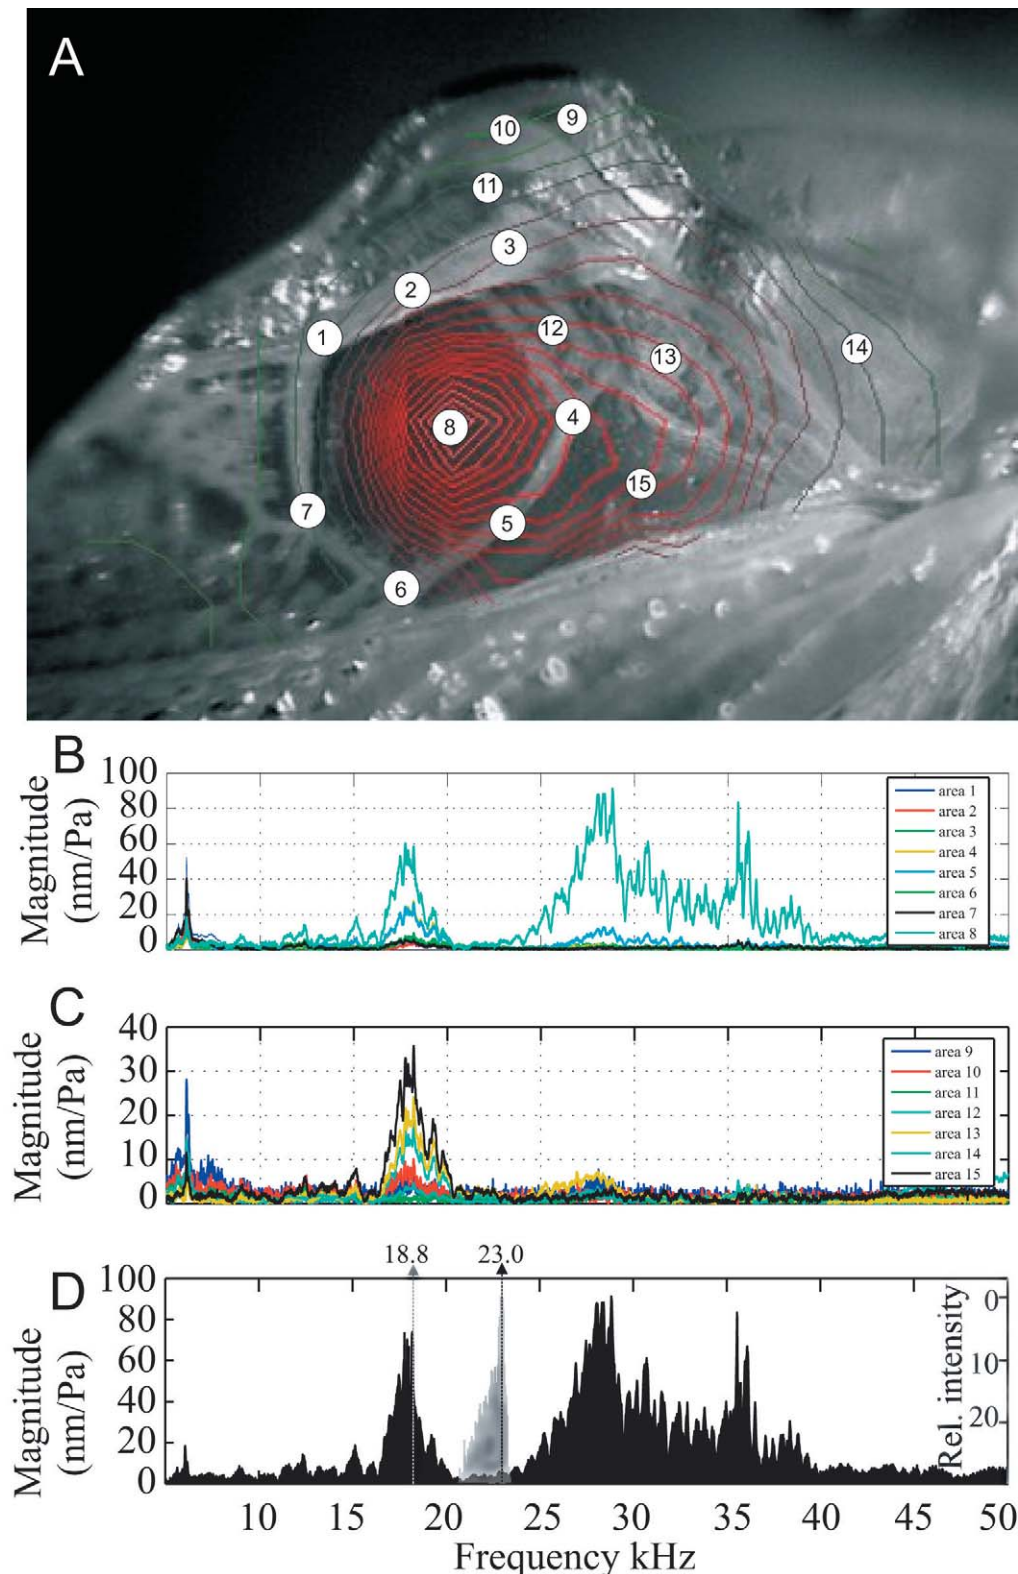 A
10
9
11
3
2
1
12
13
14
8
4
15
7
5
6
B
Magnitude
(nm/Pa)
100
80
60
40
20
0
area 1
area 2
area 3
area 4
area 5
area 6
area 7
area 8
C
Magnitude
(nm/Pa)
40
30
20
10
0
area 9
area 10
area 11
area 12
area 13
area 14
area 15
18.8
23.0
D
Magnitude
(nm/Pa)
100
80
60
40
20
0
Rel. intensity
0
10
20
10 15 20 25 30 35 40 45 50
Frequency kHz